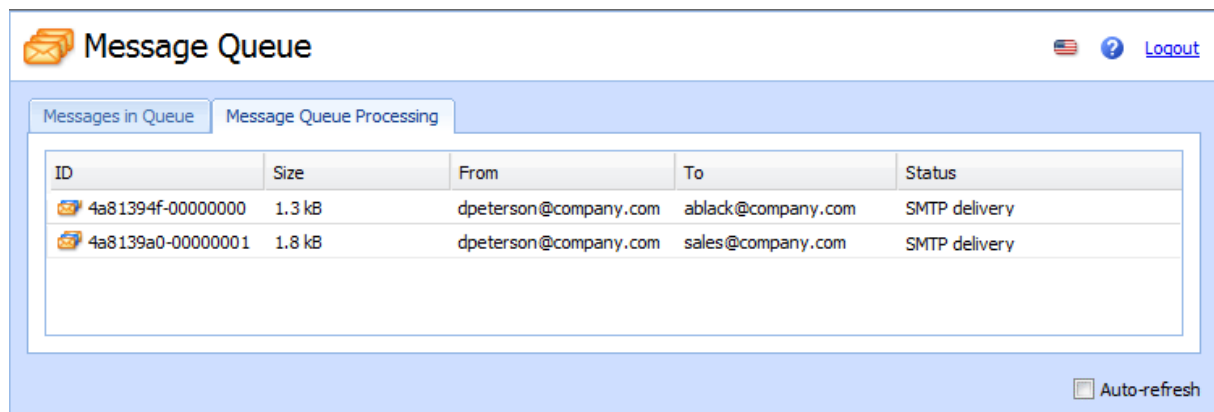 Message Queue
Logout
Messages in Queue Message Queue Processing
ID Size From To Status
4a81394f-00000000 1.3 kB dpeterson@company.com ablack@company.com SMTP delivery
4a8139a0-00000001 1.8 kB dpeterson@company.com sales@company.com SMTP delivery
Auto-refresh